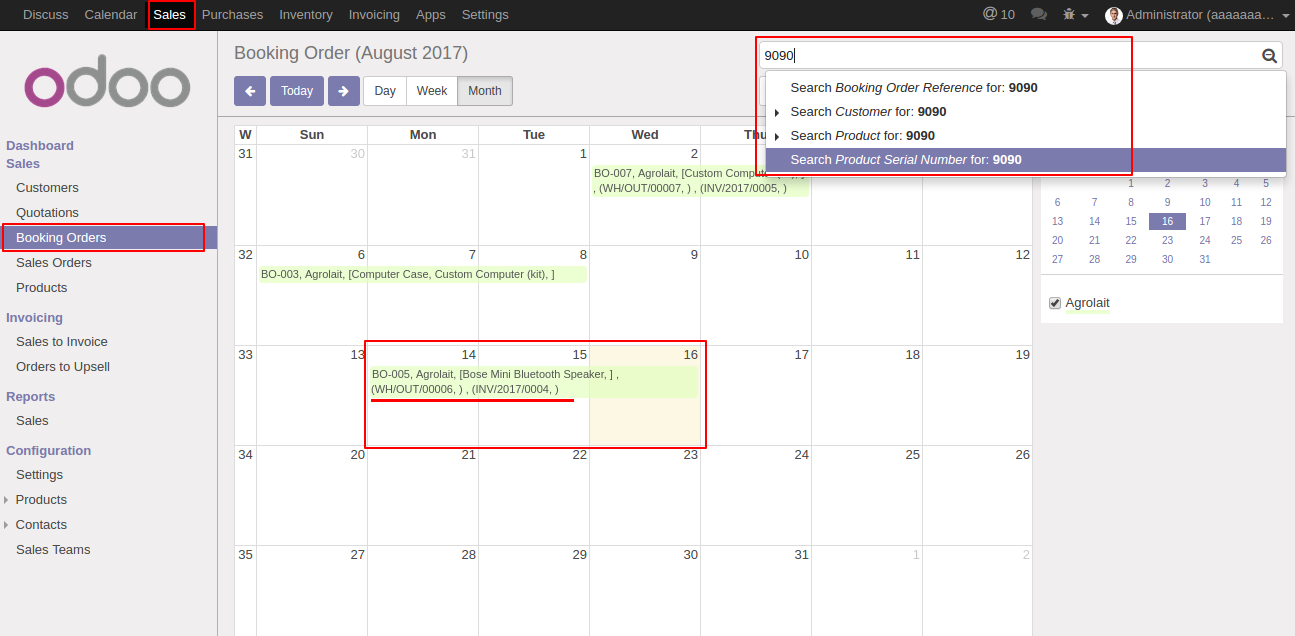 Discuss Calendar Sales Purchases Inventory Invoicing Apps Settings
@ 10 Administrator (aaaaaaa…
odoo
Dashboard
Sales
Customers
Quotations
Booking Orders
Sales Orders
Products
Invoicing
Sales to Invoice
Orders to Upsell
Reports
Sales
Configuration
Settings
Products
Contacts
Sales Teams
Booking Order (August 2017)
Today Day Week Month
9090
Search Booking Order Reference for: 9090
Search Customer for: 9090
Search Product for: 9090
Search Product Serial Number for: 9090
W Sun Mon Tue Wed Thu
31 30 31 1 2
BO-007, Agrolait, [Custom Computer
, (WH/OUT/00007, ) , (INV/2017/0005, )
32 6 7 8 9 10 11 12
BO-003, Agrolait, [Computer Case, Custom Computer (kit), ]
33 13 14 15 16 17 18 19
BO-005, Agrolait, [Bose Mini Bluetooth Speaker, ] ,
(WH/OUT/00006, ) , (INV/2017/0004, )
34 20 21 22 23 24 25 26
35 27 28 29 30 31 1 2
1 2 3 4 5
6 7 8 9 10 11 12
13 14 15 16 17 18 19
20 21 22 23 24 25 26
27 28 29 30 31
Agrolait